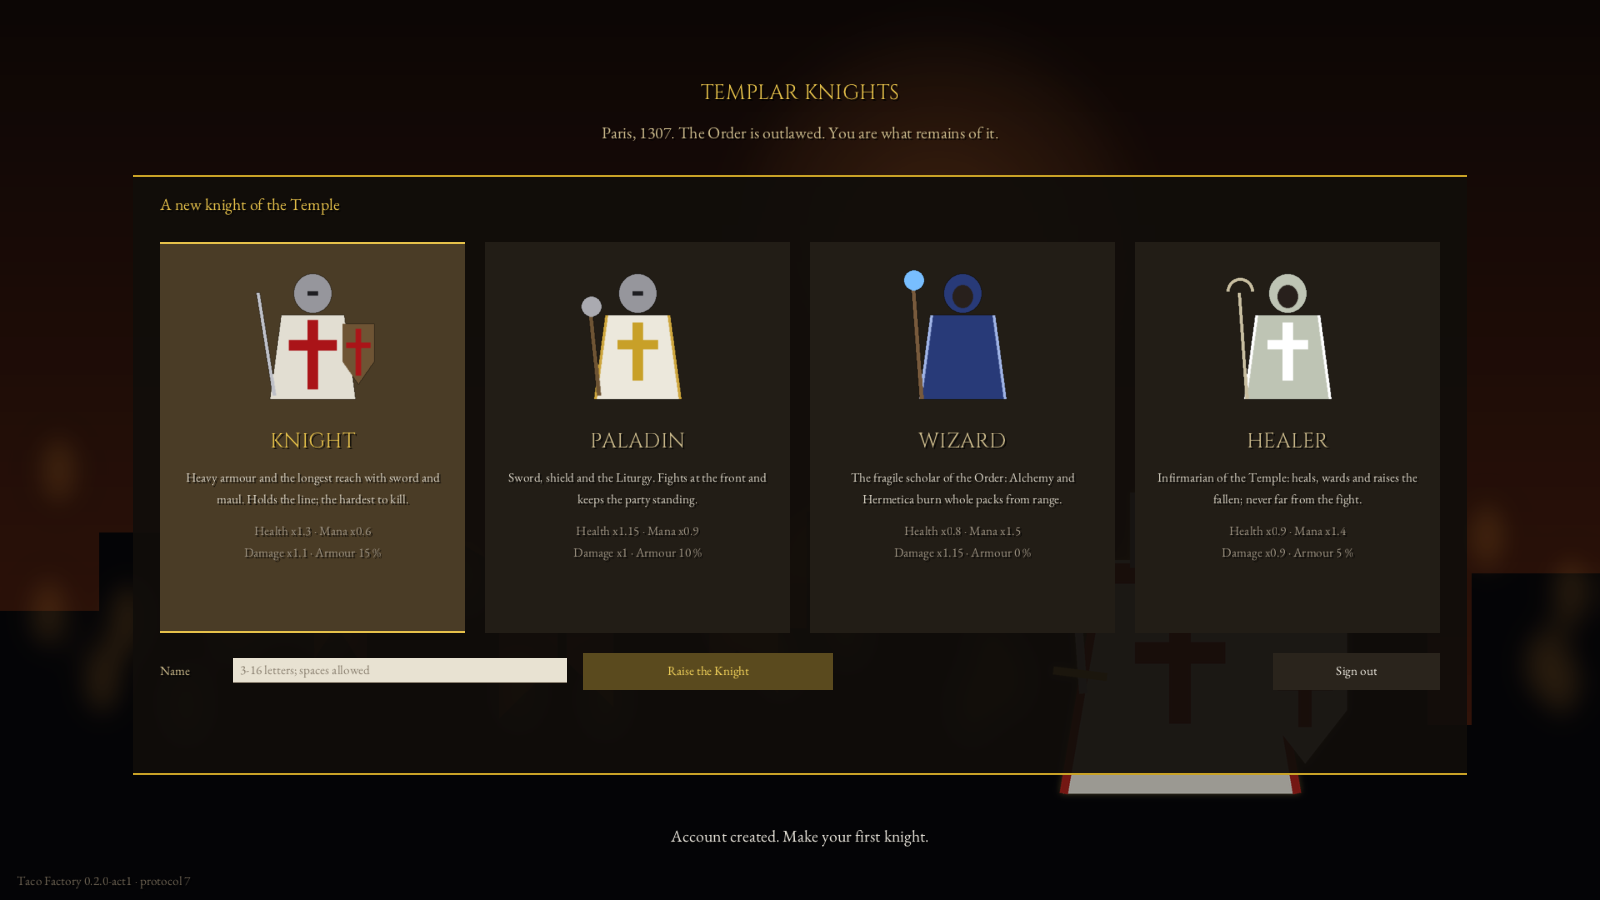 TEMPLAR KNIGHTS
Paris, 1307. The Order is outlawed. You are what remains of it.
A new knight of the Temple
KNIGHT
Heavy armour and the longest reach with sword and
maul. Holds the line; the hardest to kill.
Health x1.3 · Mana x0.6
Damage x1.1 · Armour 15 %
PALADIN
Sword, shield and the Liturgy. Fights at the front and
keeps the party standing.
Health x1.15 · Mana x0.9
Damage x1 · Armour 10 %
WIZARD
The fragile scholar of the Order: Alchemy and
Hermetica burn whole packs from range.
Health x0.8 · Mana x1.5
Damage x1.15 · Armour 0 %
HEALER
Infirmarian of the Temple: heals, wards and raises the
fallen; never far from the fight.
Health x0.9 · Mana x1.4
Damage x0.9 · Armour 5 %
Name
3-16 letters; spaces allowed
Raise the Knight
Sign out
Account created. Make your first knight.
Taco Factory 0.2.0-act1 · protocol 7